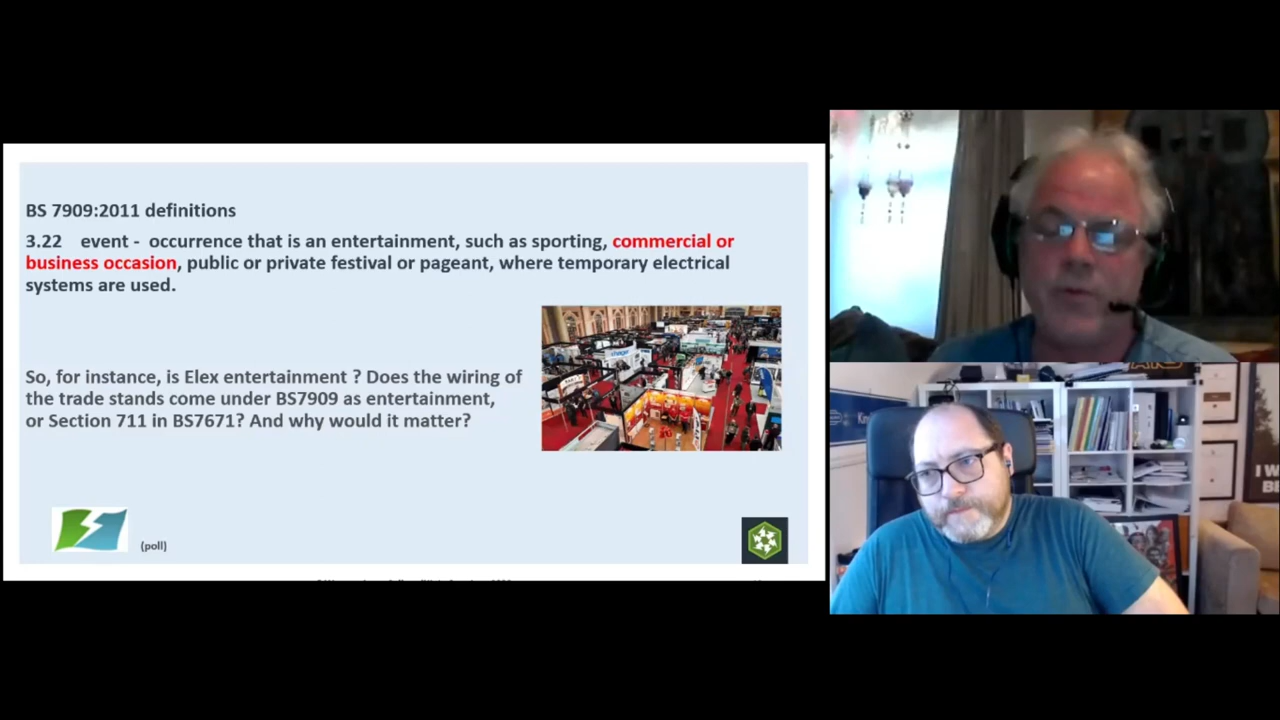 BS 7909:2011 definitions
3.22 event - occurrence that is an entertainment, such as sporting, commercial or
business occasion, public or private festival or pageant, where temporary electrical
systems are used.
So, for instance, is Elex entertainment ? Does the wiring of
the trade stands come under BS7909 as entertainment,
or Section 711 in BS7671? And why would it matter?
(poll)